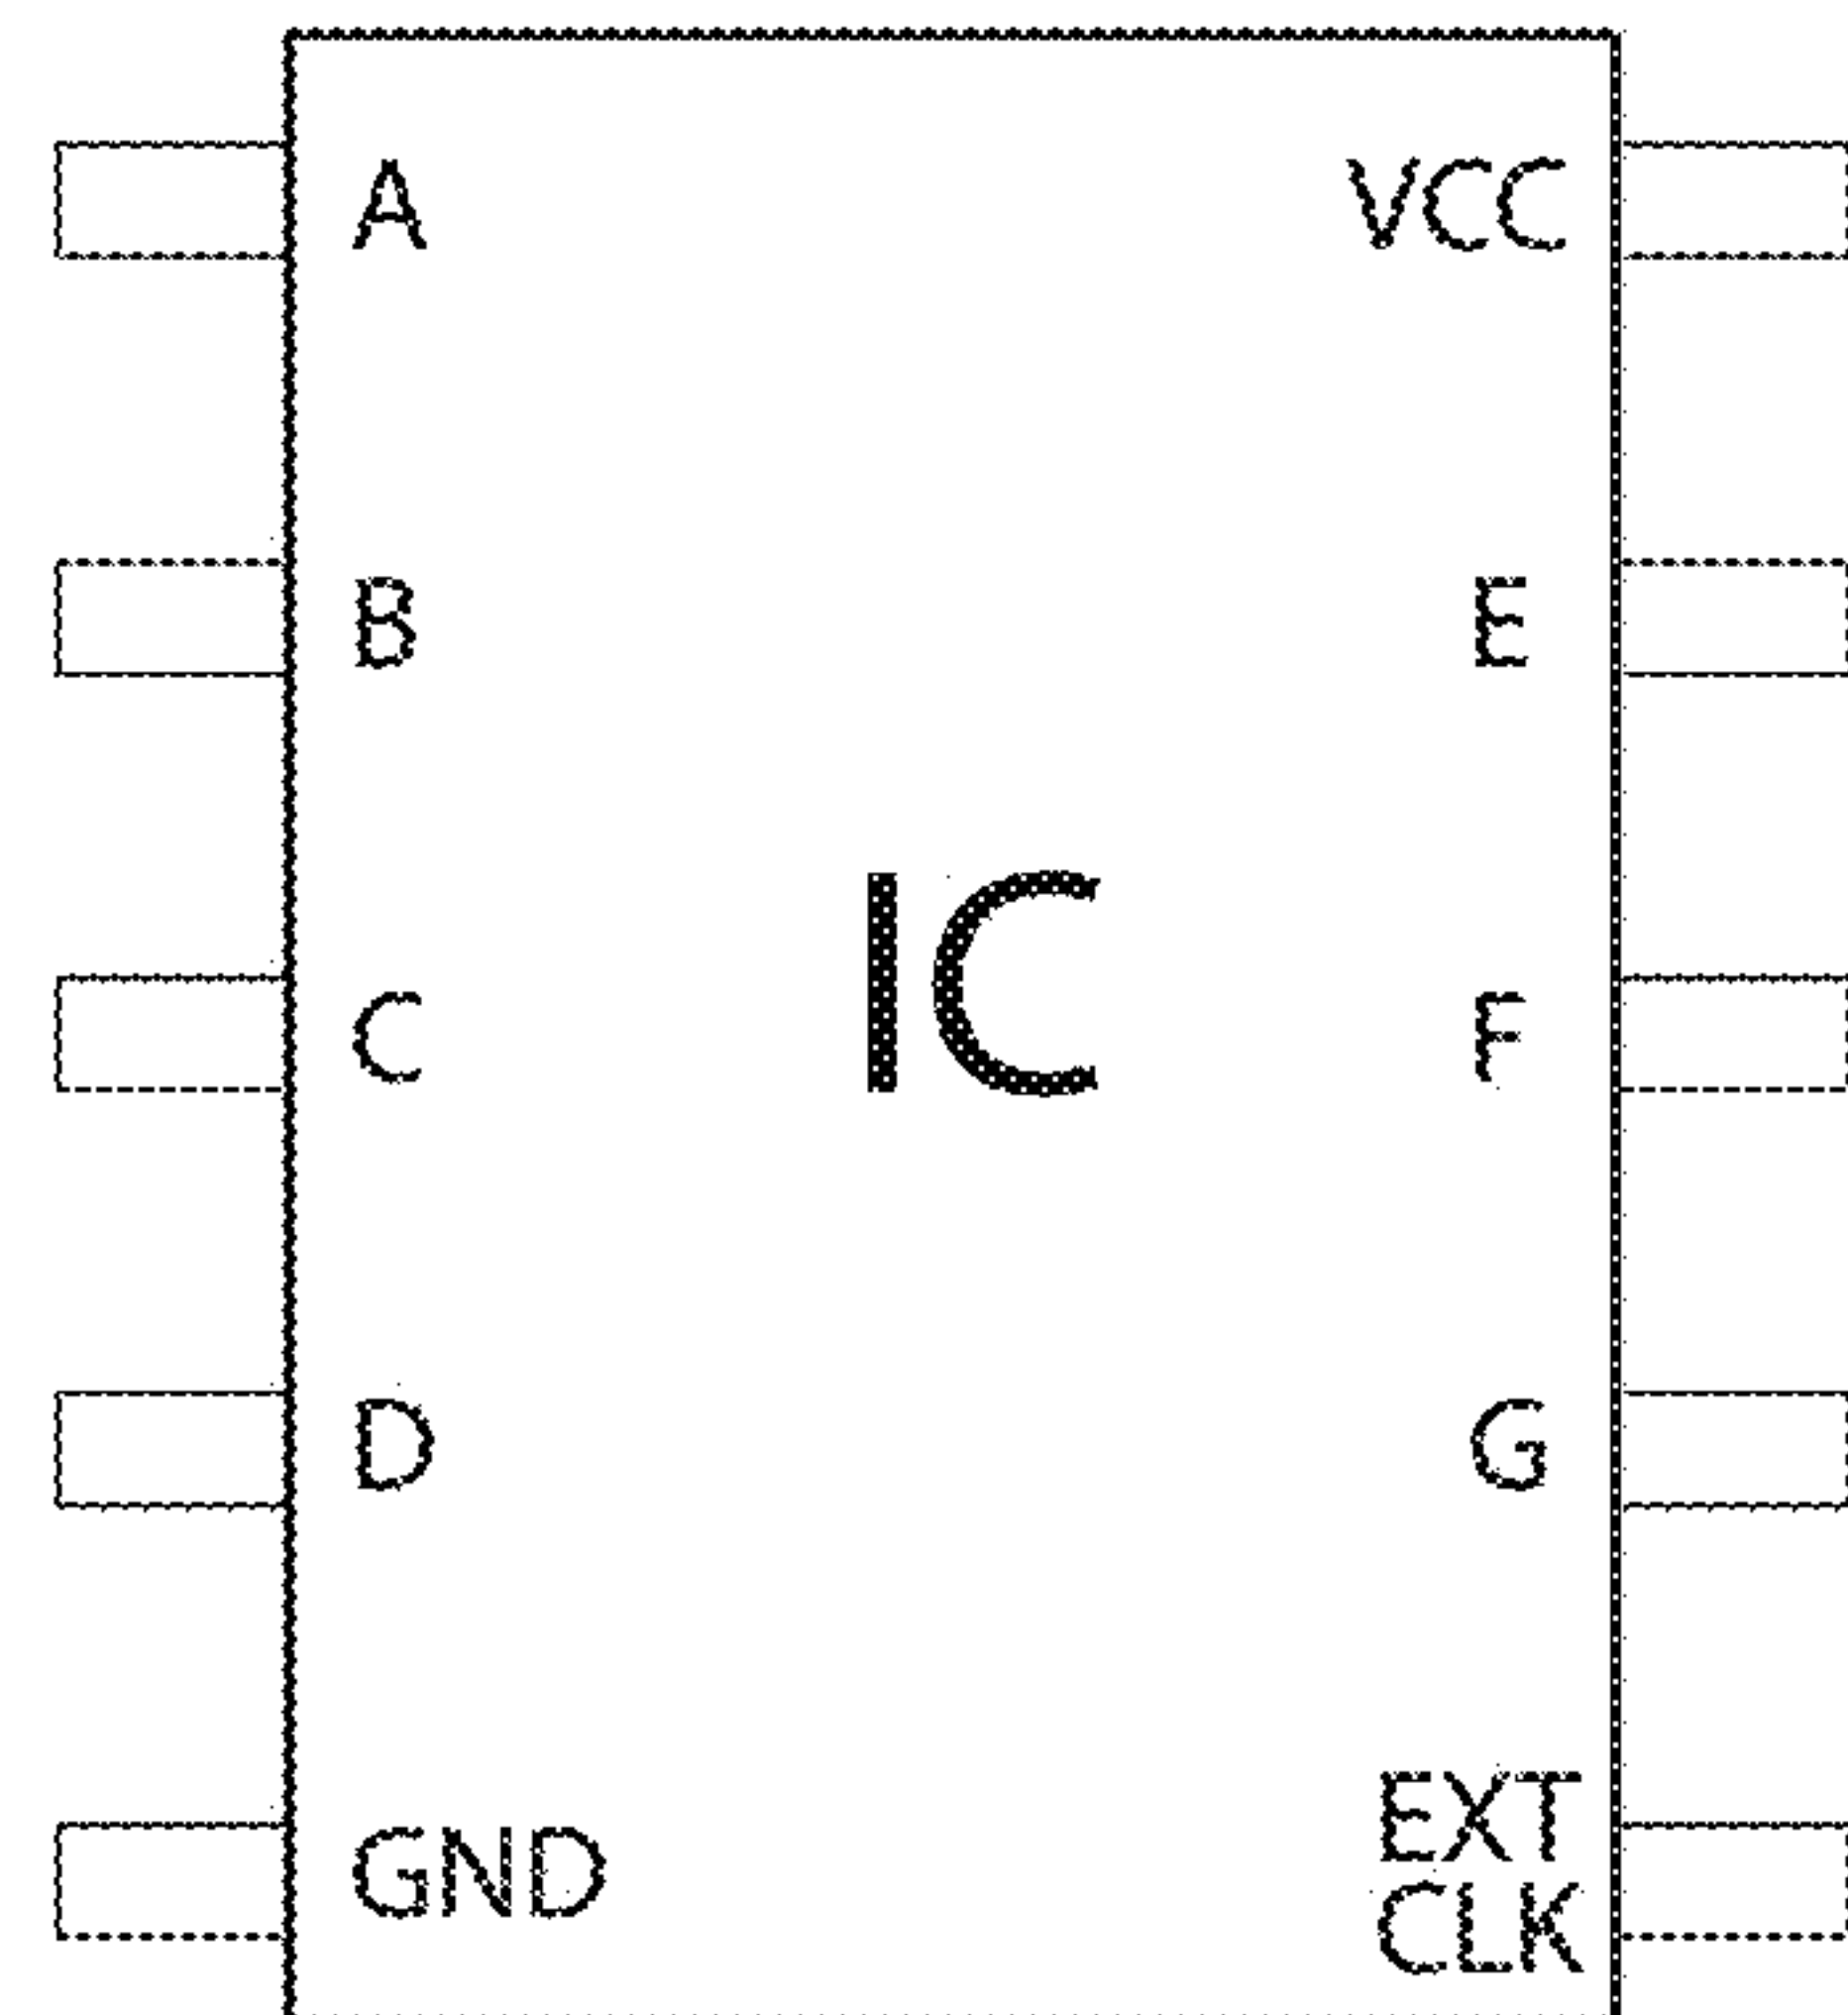 A VCC
B E
IC
C F
D G
GND EXT
CLK